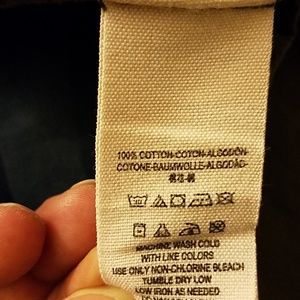 100% COTTON-COTON-ALGODÓN-
COTONE-BAUMWOLLE-ALGODÃO-
MACHINE WASH COLD
WITH LIKE COLORS
USE ONLY NON-CHLORINE BLEACH
TUMBLE DRY LOW
LOW IRON AS NEEDED